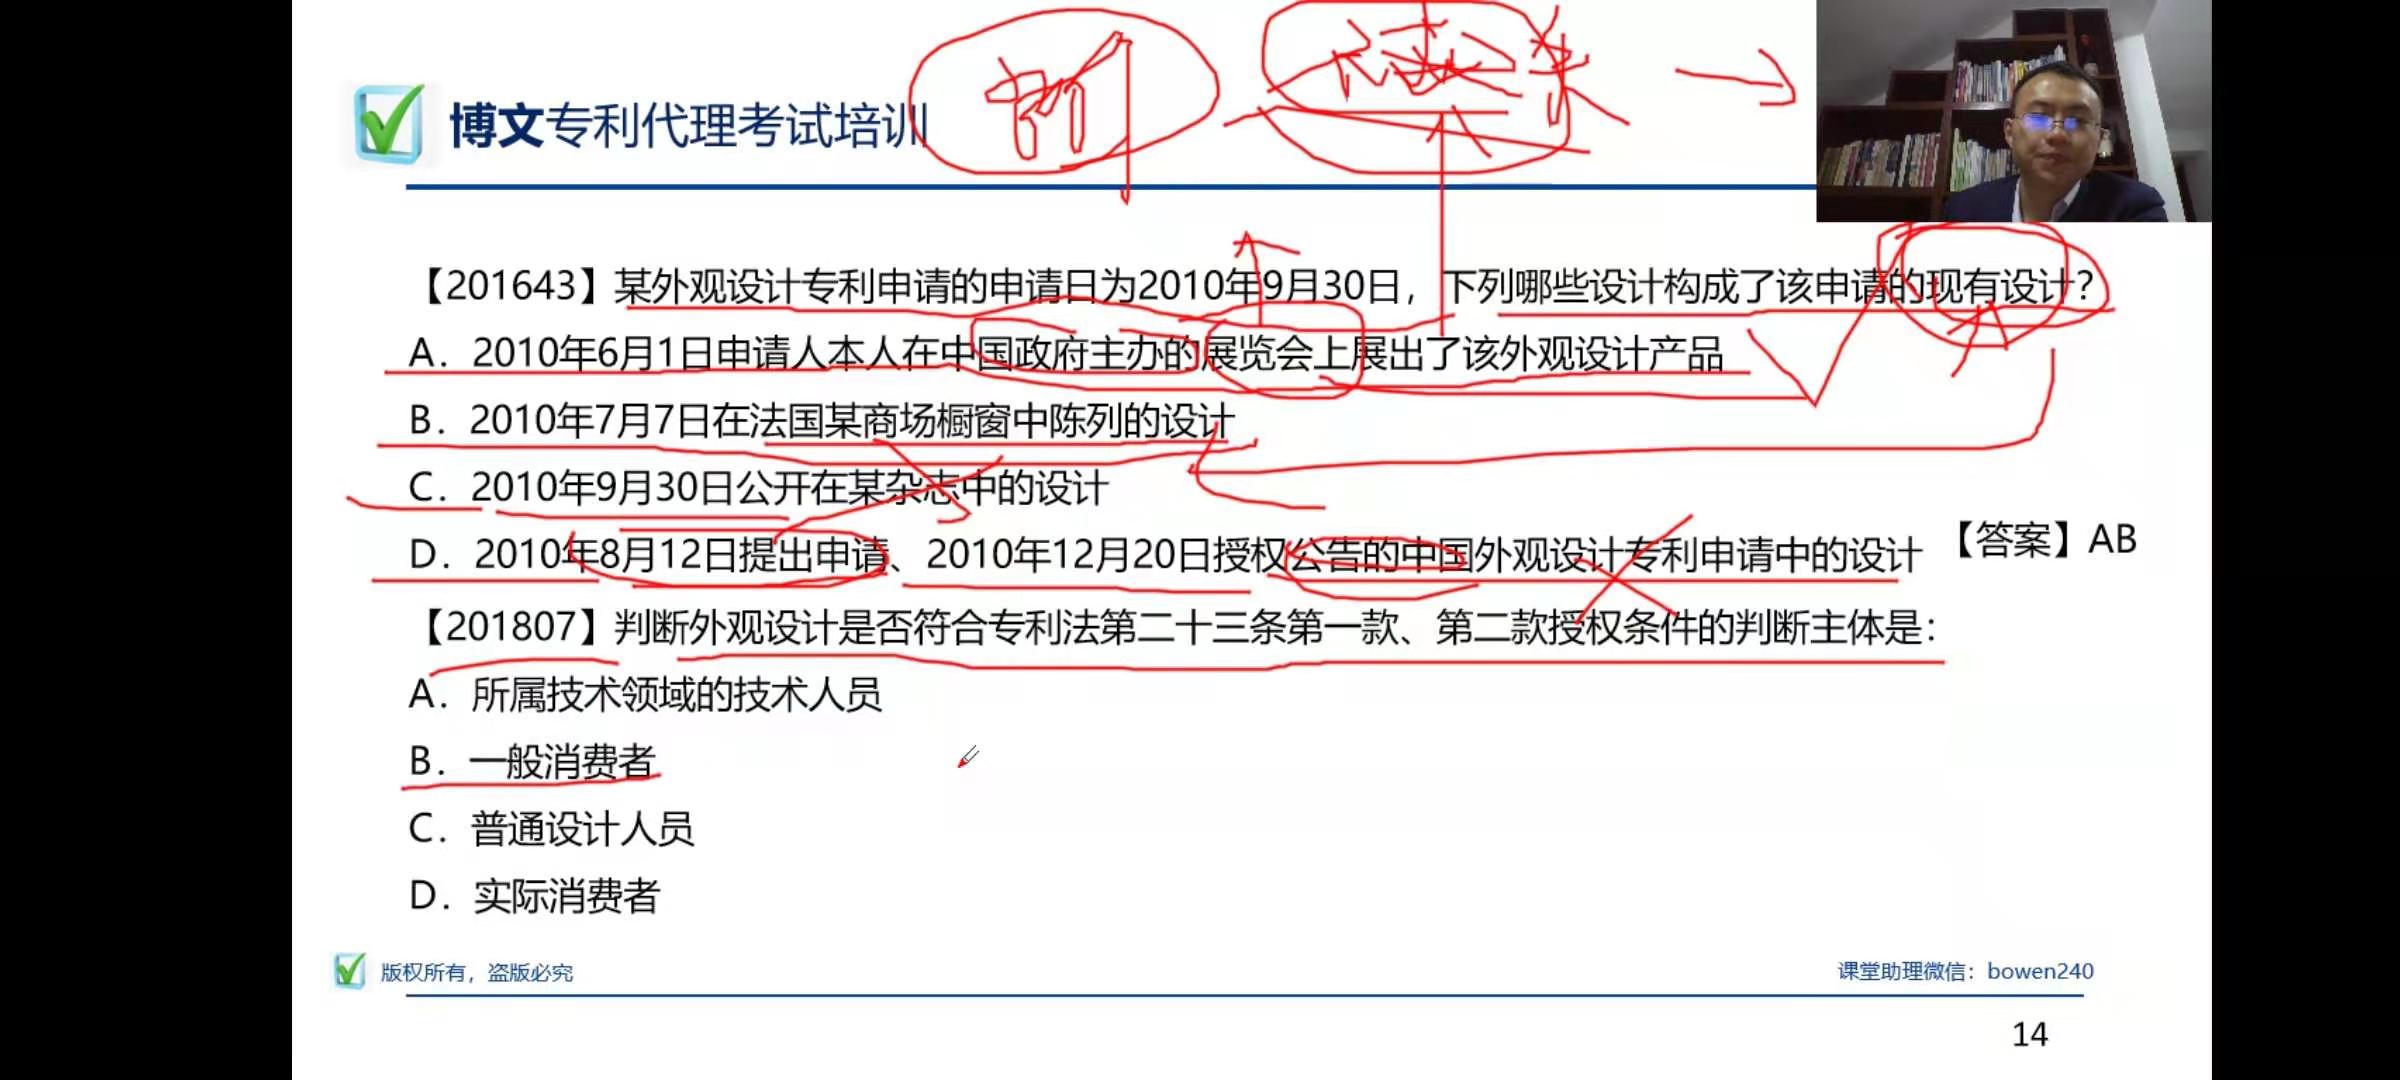 博文专利代理考试培训
【201643】某外观设计专利申请的申请日为2010年9月30日，下列哪些设计构成了该申请的现有设计？
A．2010年6月1日申请人本人在中国政府主办的展览会上展出了该外观设计产品
B．2010年7月7日在法国某商场橱窗中陈列的设计
C．2010年9月30日公开在某杂志中的设计
D．2010年8月12日提出申请、2010年12月20日授权公告的中国外观设计专利申请中的设计
【答案】AB
【201807】判断外观设计是否符合专利法第二十三条第一款、第二款授权条件的判断主体是：
A．所属技术领域的技术人员
B．一般消费者
C．普通设计人员
D．实际消费者
版权所有，盗版必究
课堂助理微信：bowen240
14